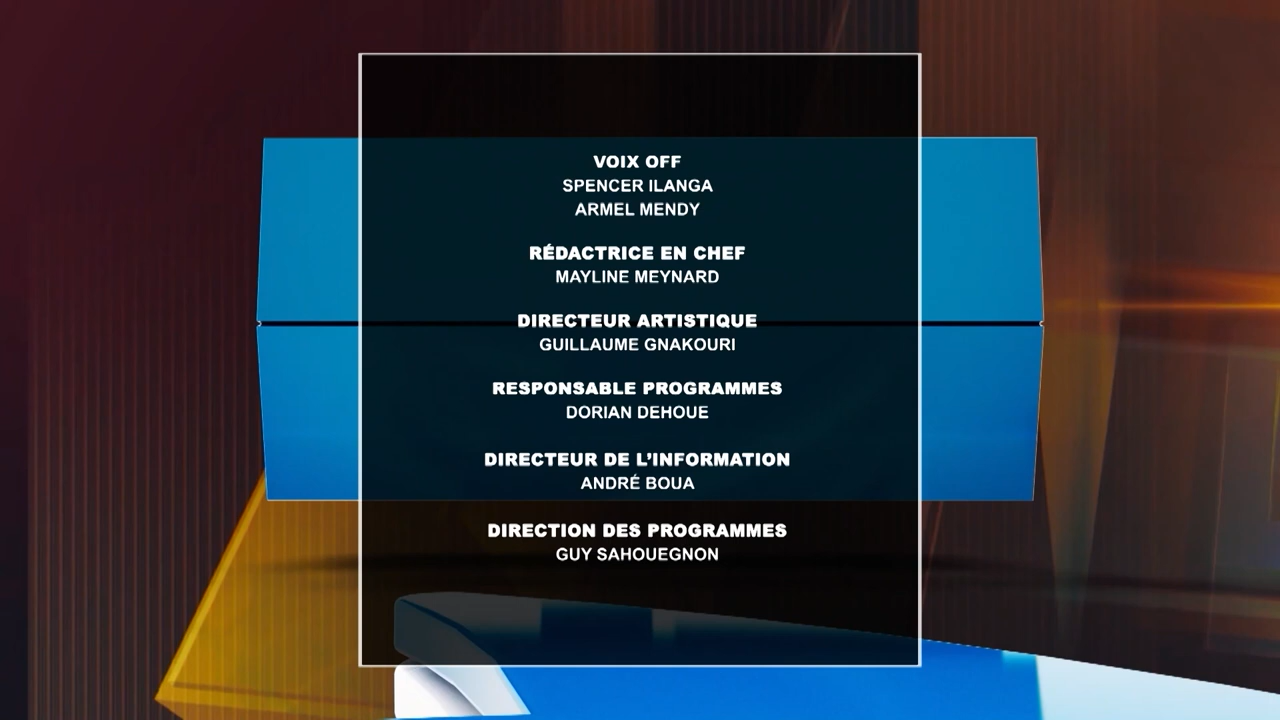 VOIX OFF
SPENCER ILANGA
ARMEL MENDY
RÉDACTRICE EN CHEF
MAYLINE MEYNARD
DIRECTEUR ARTISTIQUE
GUILLAUME GNAKOURI
RESPONSABLE PROGRAMMES
DORIAN DEHOUE
DIRECTEUR DE L’INFORMATION
ANDRÉ BOUA
DIRECTION DES PROGRAMMES
GUY SAHOUEGNON